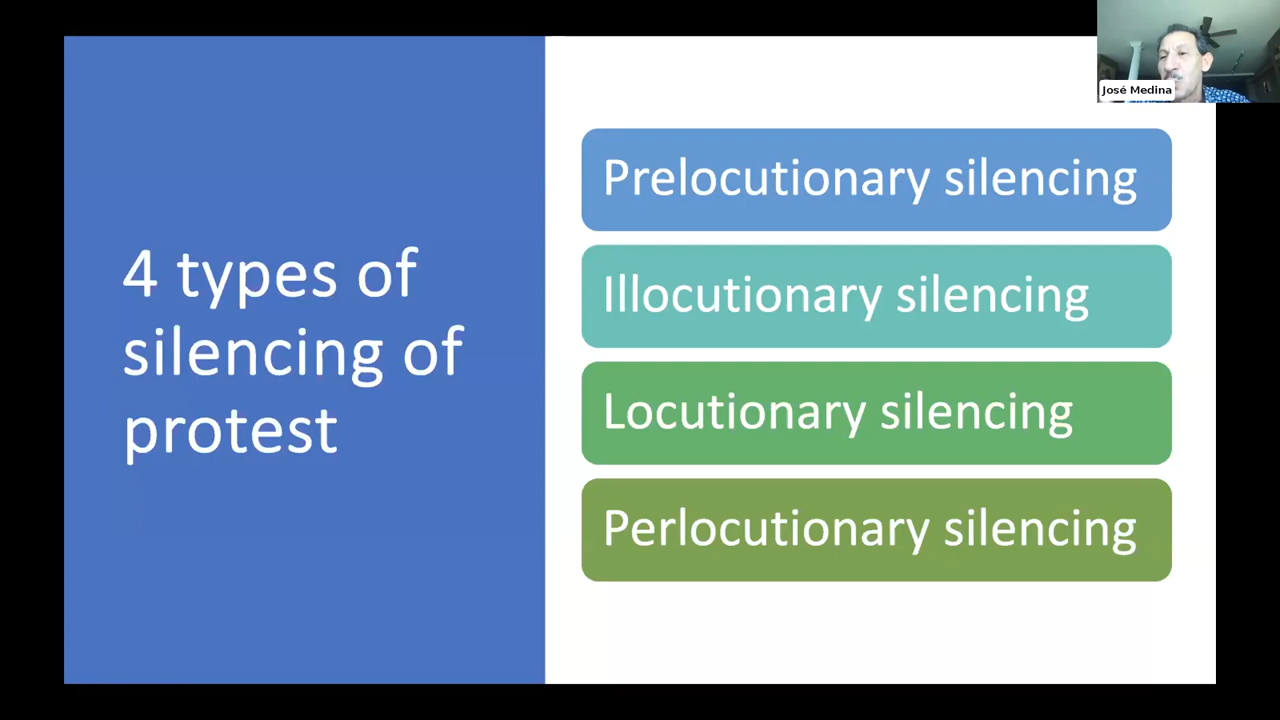 4 types of
silencing of
protest
Prelocutionary silencing
Illocutionary silencing
Locutionary silencing
Perlocutionary silencing
José Medina